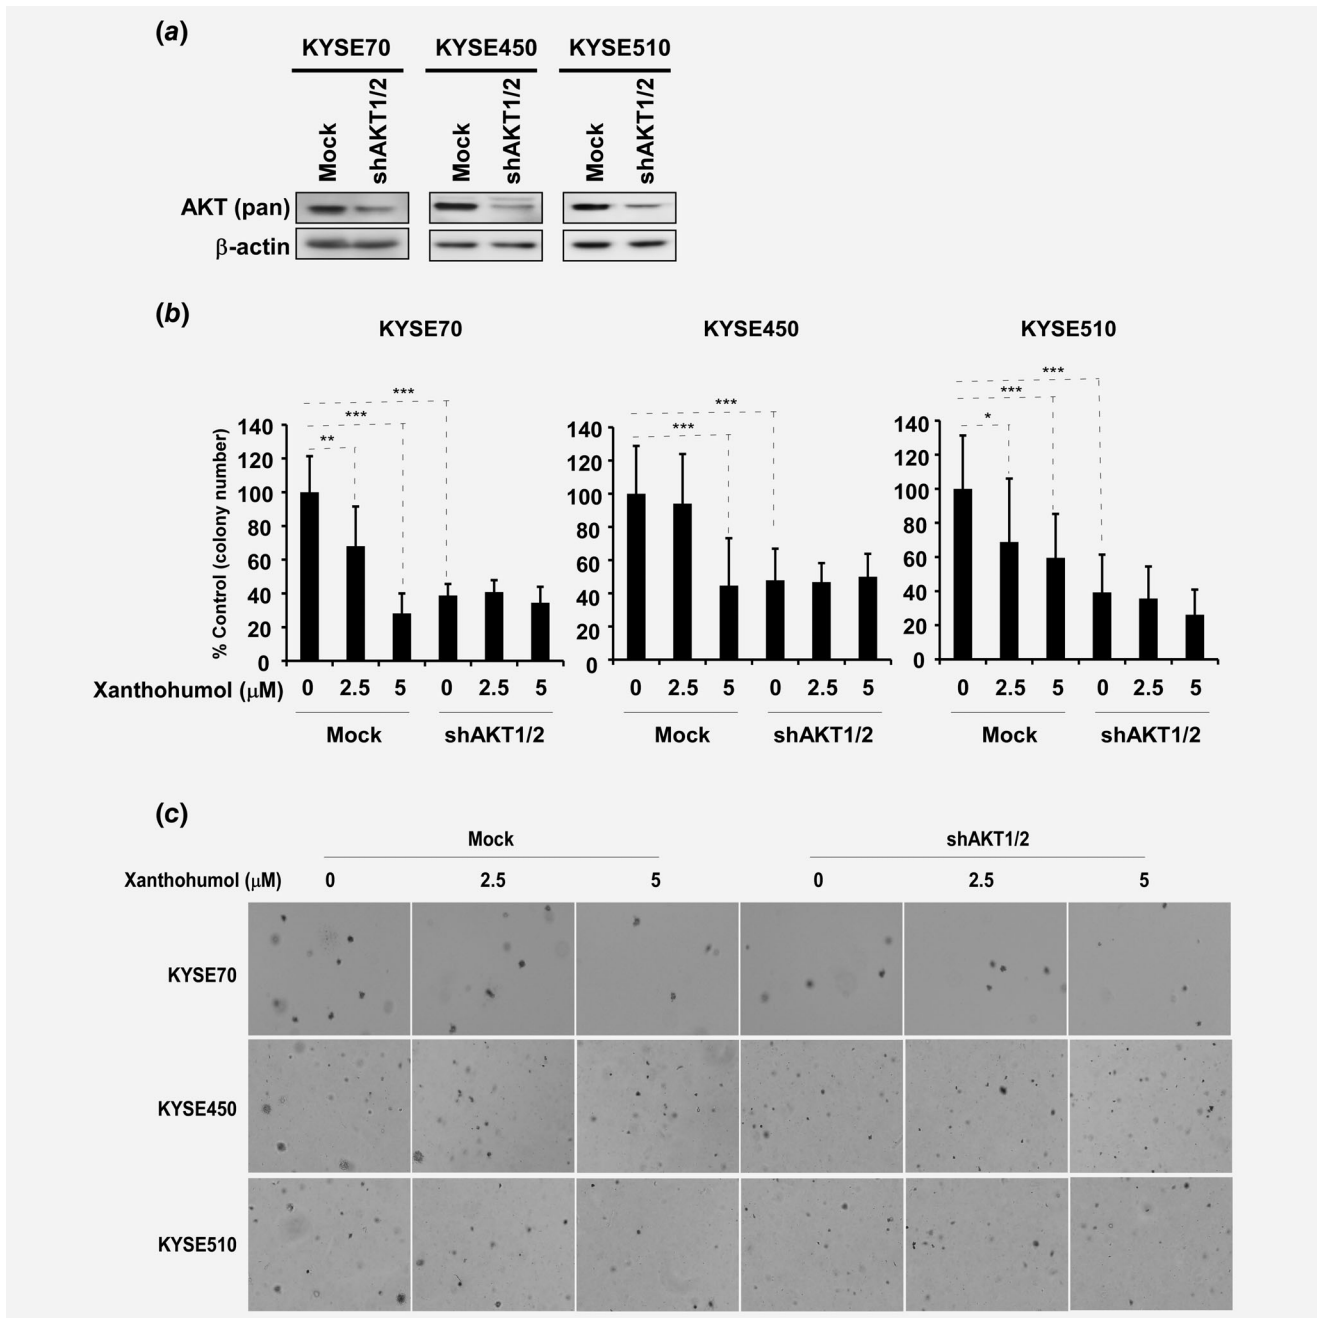 (a)
KYSE70 KYSE450 KYSE510
Mock shAKT1/2 Mock shAKT1/2 Mock shAKT1/2
AKT (pan)
β-actin
(b)
KYSE70 KYSE450 KYSE510
% Control (colony number)
*** *** **
140 120 100 80 60 40 20 0
*** ***
140 120 100 80 60 40 20 0
*** *** *
140 120 100 80 60 40 20 0
Xanthohumol (μM) 0 2.5 5 0 2.5 5 0 2.5 5 0 2.5 5 0 2.5 5 0 2.5 5
Mock shAKT1/2 Mock shAKT1/2 Mock shAKT1/2
(c)
Mock shAKT1/2
Xanthohumol (μM) 0 2.5 5 0 2.5 5
KYSE70
KYSE450
KYSE510